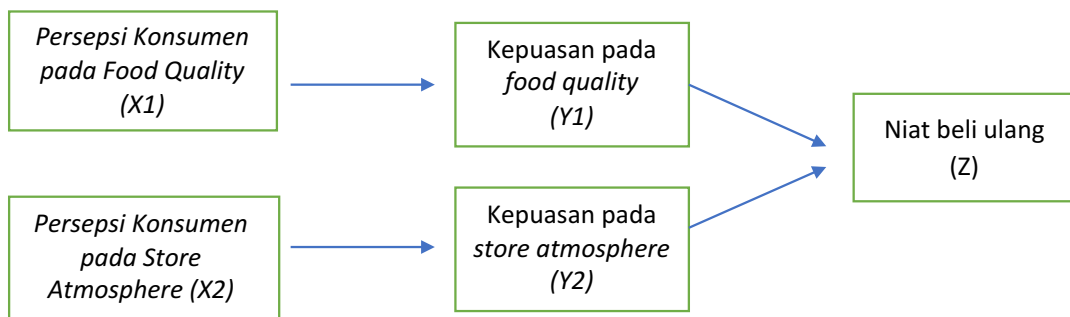 Persepsi Konsumen
pada Food Quality
(X1)
Kepuasan pada
food quality
(Y1)
Niat beli ulang
(Z)
Persepsi Konsumen
pada Store
Atmosphere (X2)
Kepuasan pada
store atmosphere
(Y2)